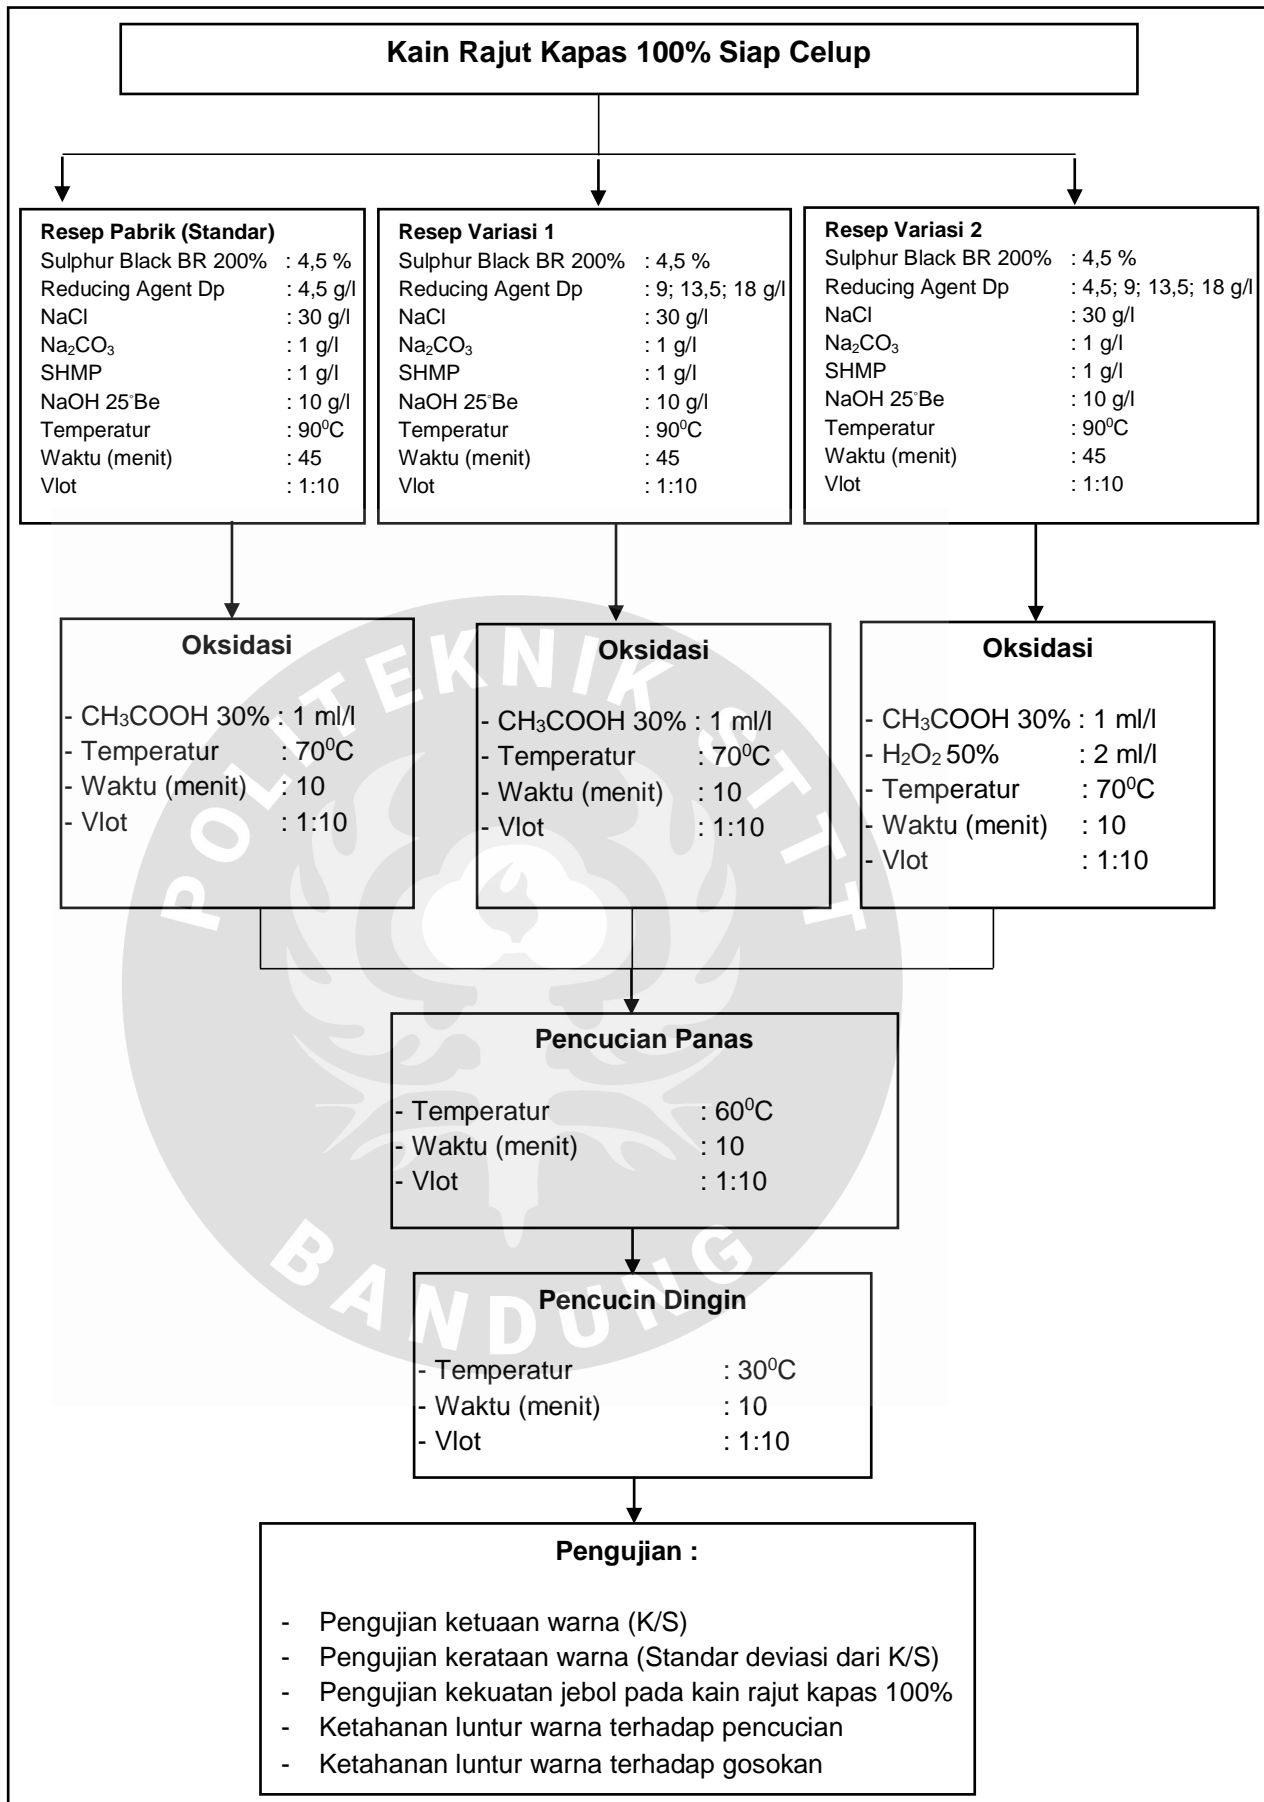 Kain Rajut Kapas 100% Siap Celup
Resep Pabrik (Standar)
Sulphur Black BR 200% : 4,5 %
Reducing Agent Dp : 4,5 g/l
NaCl : 30 g/l
Na₂CO₃ : 1 g/l
SHMP : 1 g/l
NaOH 25°Be : 10 g/l
Temperatur : 90⁰C
Waktu (menit) : 45
Vlot : 1:10
Resep Variasi 1
Sulphur Black BR 200% : 4,5 %
Reducing Agent Dp : 9; 13,5; 18 g/l
NaCl : 30 g/l
Na₂CO₃ : 1 g/l
SHMP : 1 g/l
NaOH 25°Be : 10 g/l
Temperatur : 90⁰C
Waktu (menit) : 45
Vlot : 1:10
Resep Variasi 2
Sulphur Black BR 200% : 4,5 %
Reducing Agent Dp : 4,5; 9; 13,5; 18 g/l
NaCl : 30 g/l
Na₂CO₃ : 1 g/l
SHMP : 1 g/l
NaOH 25°Be : 10 g/l
Temperatur : 90⁰C
Waktu (menit) : 45
Vlot : 1:10
Oksidasi
- CH₃COOH 30% : 1 ml/l
- Temperatur : 70⁰C
- Waktu (menit) : 10
- Vlot : 1:10
Oksidasi
- CH₃COOH 30% : 1 ml/l
- Temperatur : 70⁰C
- Waktu (menit) : 10
- Vlot : 1:10
Oksidasi
- CH₃COOH 30% : 1 ml/l
- H₂O₂ 50% : 2 ml/l
- Temperatur : 70⁰C
- Waktu (menit) : 10
- Vlot : 1:10
POLITEKNIK STTT
BANDUNG
Pencucian Panas
- Temperatur : 60⁰C
- Waktu (menit) : 10
- Vlot : 1:10
Pencucin Dingin
- Temperatur : 30⁰C
- Waktu (menit) : 10
- Vlot : 1:10
Pengujian :
- Pengujian ketuaan warna (K/S)
- Pengujian kerataan warna (Standar deviasi dari K/S)
- Pengujian kekuatan jebol pada kain rajut kapas 100%
- Ketahanan luntur warna terhadap pencucian
- Ketahanan luntur warna terhadap gosokan